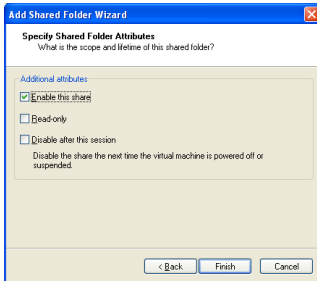 Add Shared Folder Wizard
Specify Shared Folder Attributes
What is the scope and lifetime of this shared folder?
Additional attributes
Enable this share
Read-only
Disable after this session
Disable the share the next time the virtual machine is powered off or
suspended.
< Back
Finish
Cancel